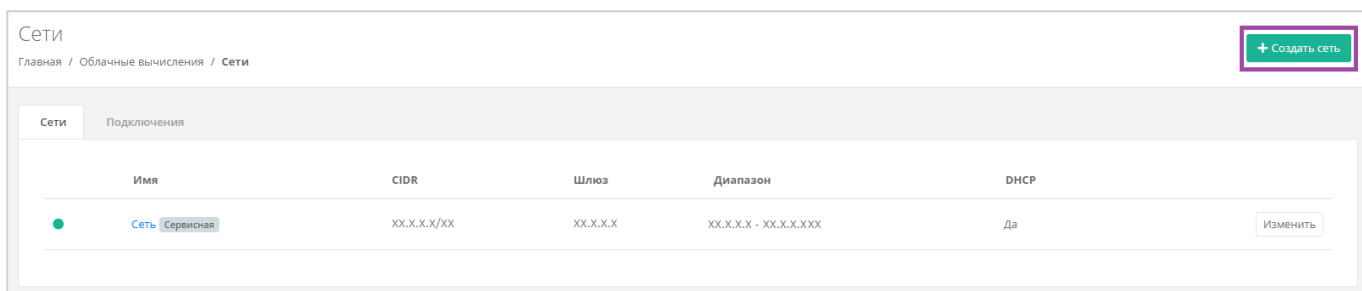 Сети
Главная / Облачные вычисления / Сети
+ Создать сеть
Сети Подключения
Имя CIDR Шлюз Диапазон DHCP
Сеть Сервисная XX.X.X.X/XX XX.X.X.X XX.X.X.X - XX.X.X.XXX Да Изменить